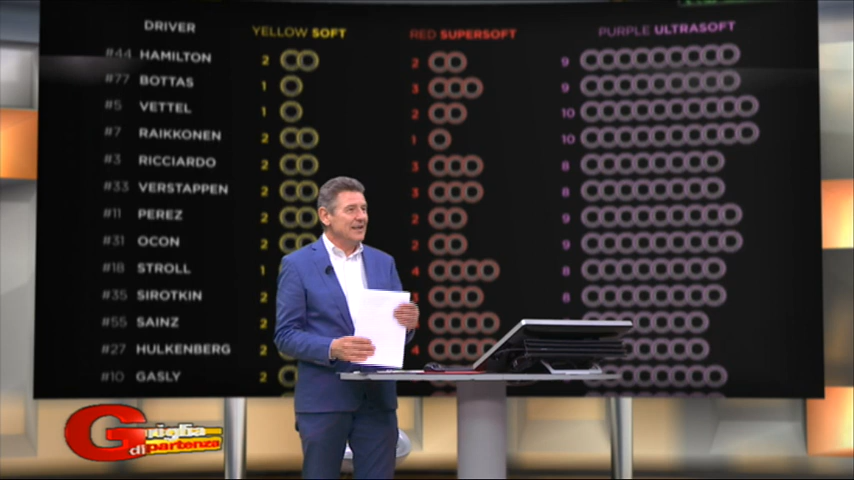 DRIVER YELLOW SOFT RED SUPERSOFT PURPLE ULTRASOFT
#44 HAMILTON 2 2 9
#77 BOTTAS 1 3 9
#5 VETTEL 1 2 10
#7 RAIKKONEN 2 1 10
#3 RICCIARDO 2 3 8
#33 VERSTAPPEN 2 3 8
#11 PEREZ 2 2 9
#31 OCON 2 2 9
#18 STROLL 1 4 8
#35 SIROTKIN 2 8
#55 SAINZ 2 4
#27 HULKENBERG 2 4
#10 GASLY 2
Griglia
di partenza